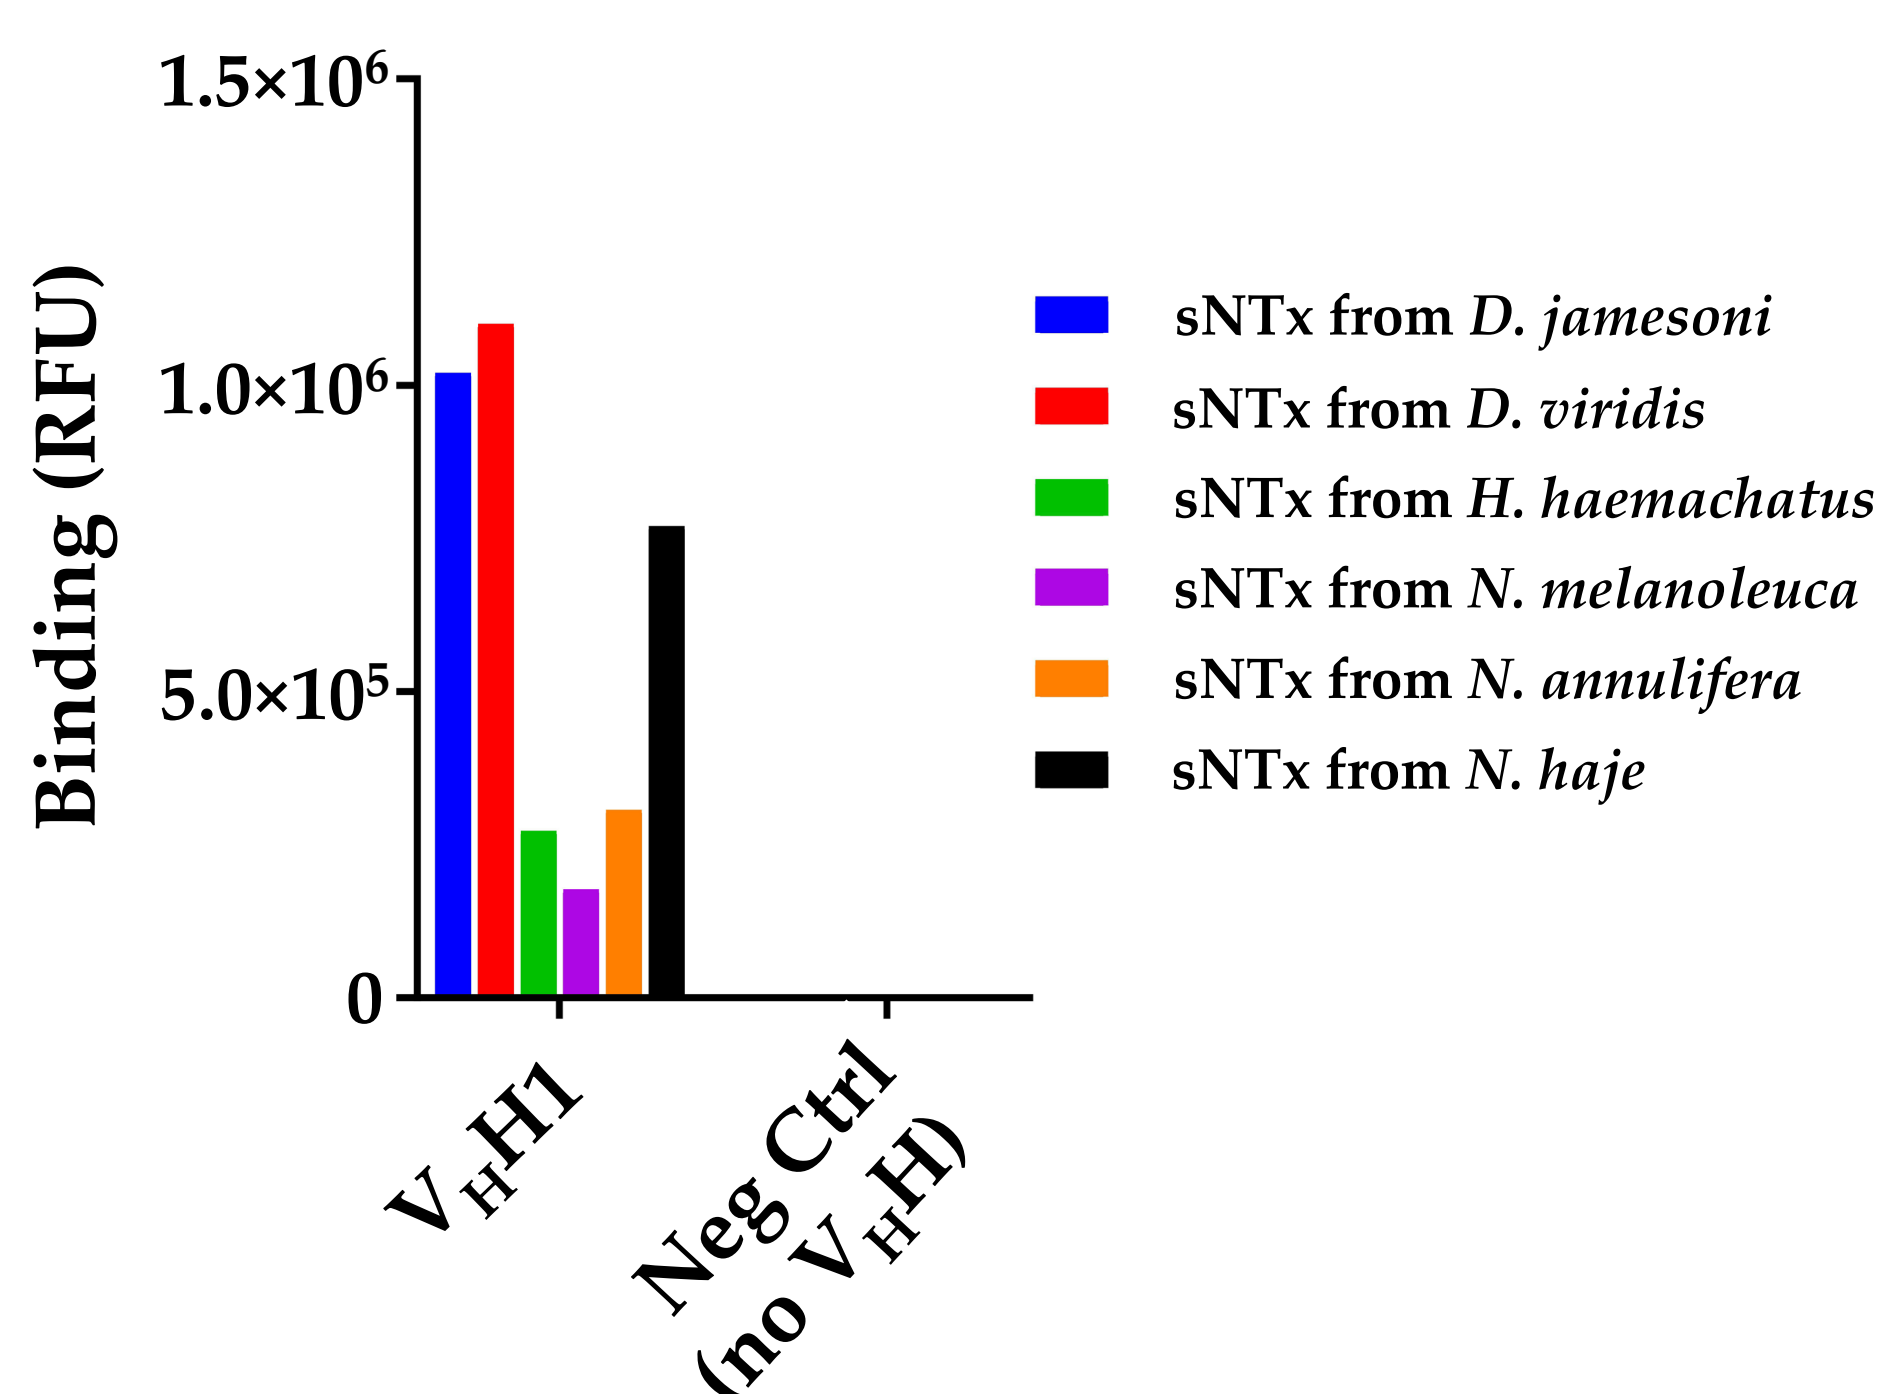 Binding (RFU)
1.5×10⁶
1.0×10⁶
5.0×10⁵
0
VHH1
Neg Ctrl
(no VHH)
sNTx from D. jamesoni
sNTx from D. viridis
sNTx from H. haemachatus
sNTx from N. melanoleuca
sNTx from N. annulifera
sNTx from N. haje